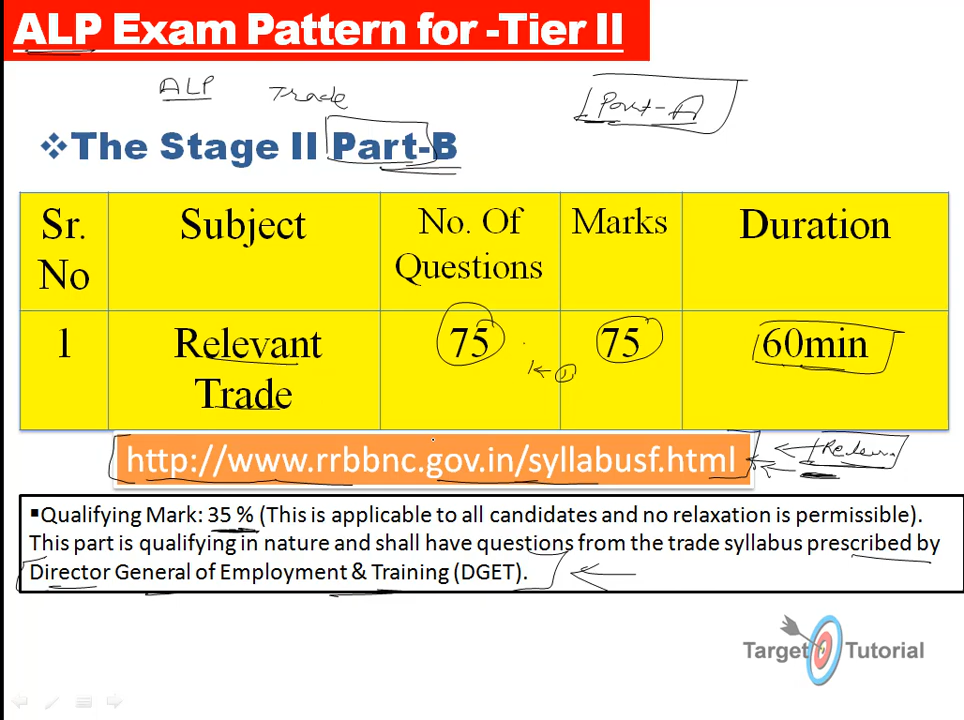 ALP Exam Pattern for -Tier II
ALP Trade
Part-A
❖The Stage II Part-B
Sr. No Subject No. Of Questions Marks Duration
1 Relevant Trade 75 75 60min
1 ← ①
http://www.rrbbnc.gov.in/syllabusf.html
▪Qualifying Mark: 35 % (This is applicable to all candidates and no relaxation is permissible).
This part is qualifying in nature and shall have questions from the trade syllabus prescribed by
Director General of Employment & Training (DGET).
Target Tutorial